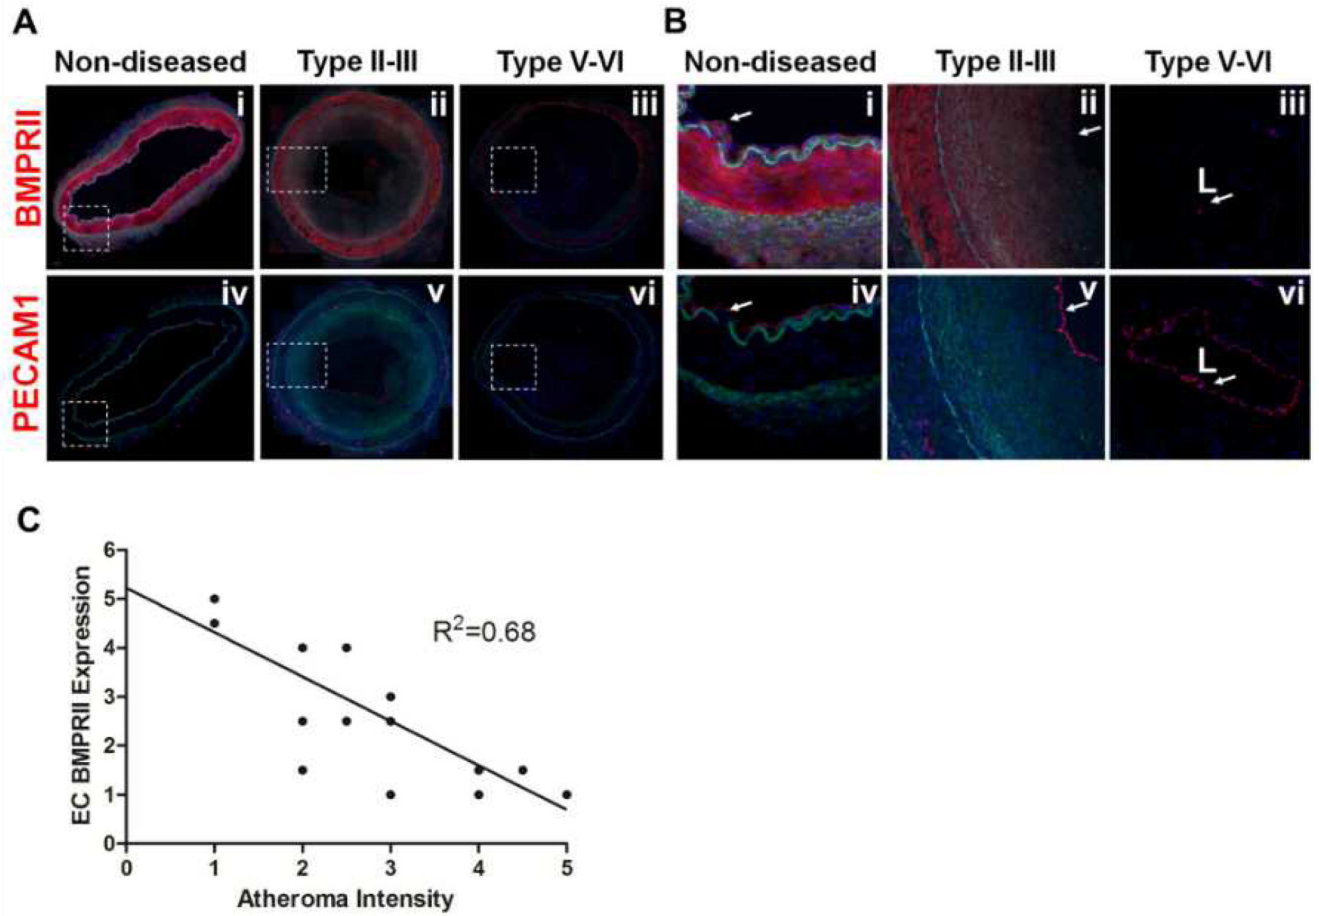 A
B
Non-diseased Type II-III Type V-VI
Non-diseased Type II-III Type V-VI
BMPRII
i ii iii
i ii iii
L
PECAM1
iv v vi
iv v vi
L
C
EC BMPRII Expression
6
5
4
3
2
1
0
R²=0.68
0 1 2 3 4 5
Atheroma Intensity